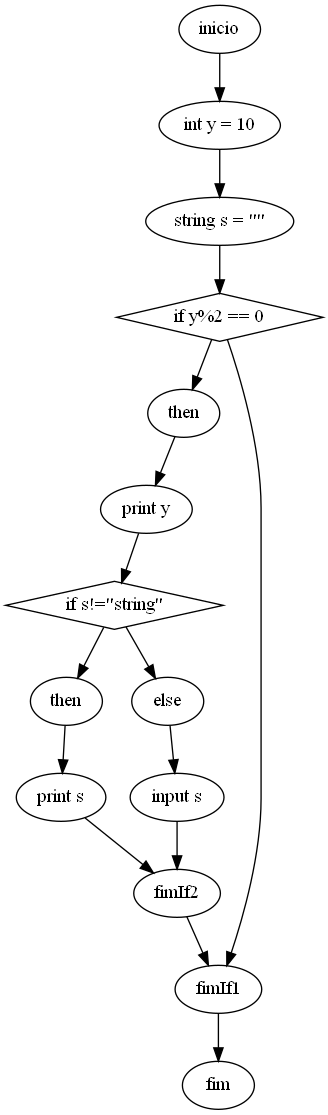 inicio
int y = 10
string s = ""
if y%2 == 0
then
print y
if s!="string"
then
else
print s
input s
fimIf2
fimIf1
fim